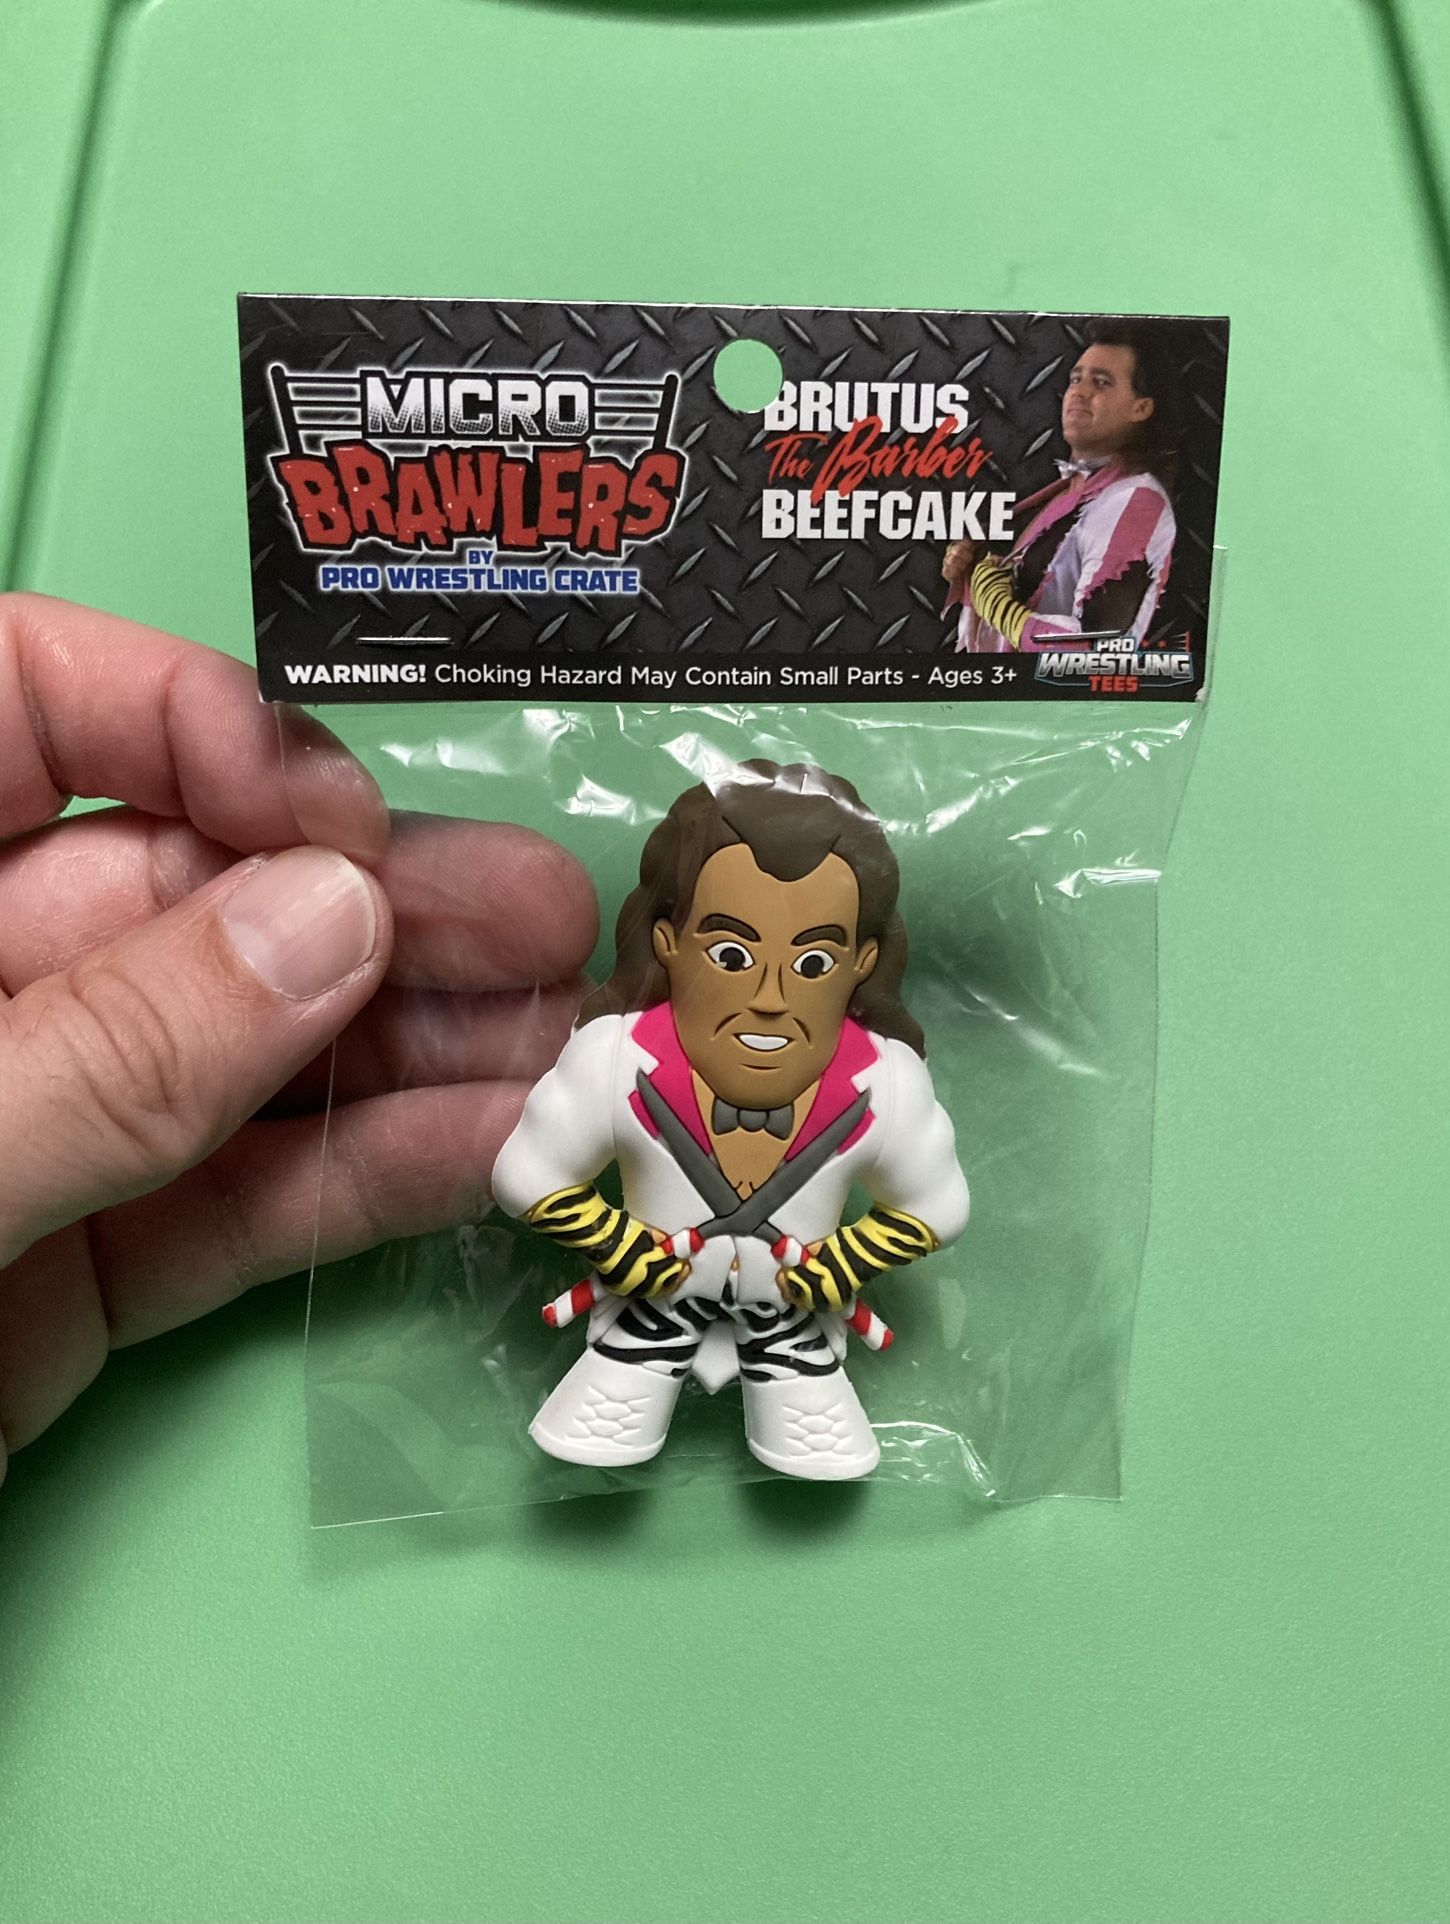 MICRO
BRAWLERS
BY
PRO WRESTLING CRATE
BRUTUS
The Barber
BEEFCAKE
WARNING! Choking Hazard May Contain Small Parts - Ages 3+
PRO
WRESTLING
TEES